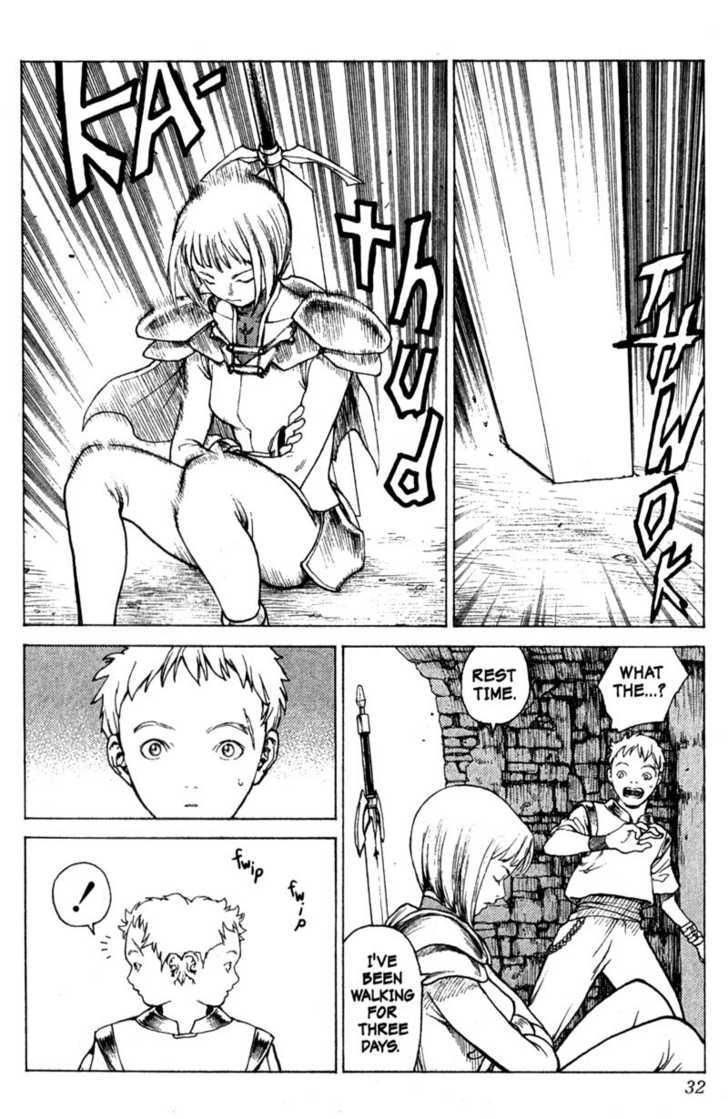 KA-
thud
THWOK
WHAT
THE...?
REST
TIME.
I'VE
BEEN
WALKING
FOR
THREE
DAYS.
!
fwip
fwip
32